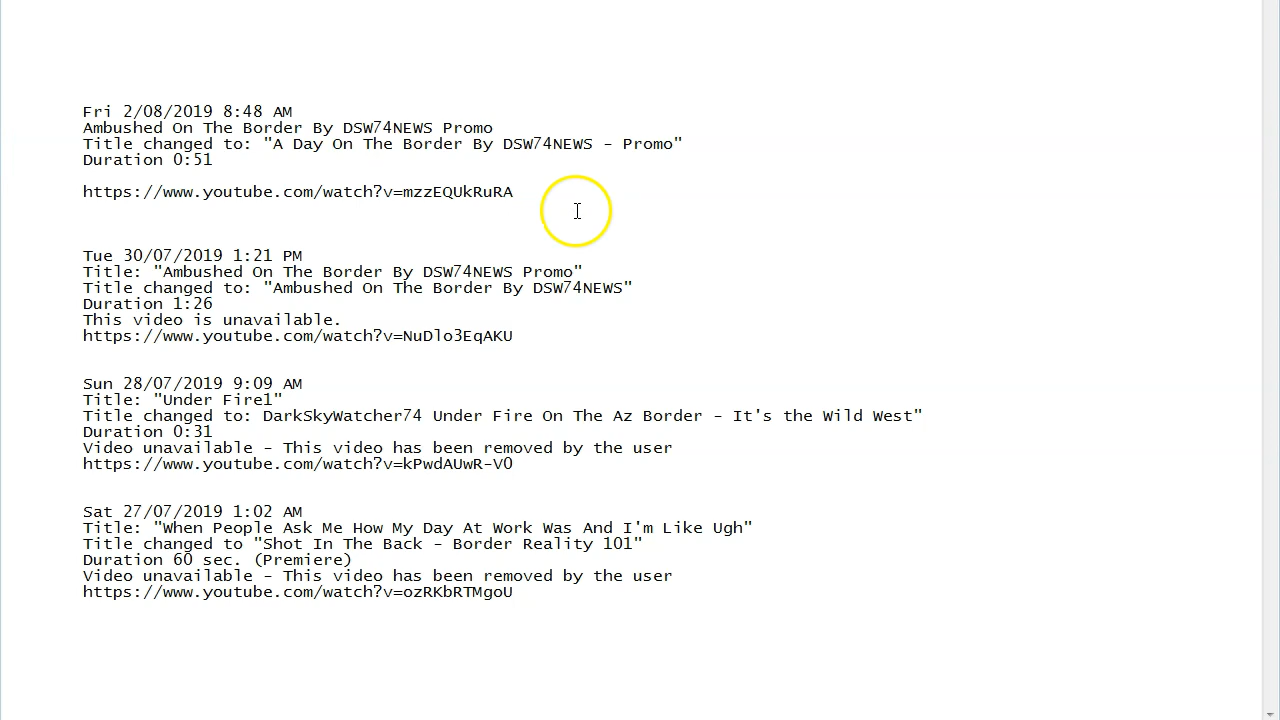 Fri 2/08/2019 8:48 AM
Ambushed On The Border By DSW74NEWS Promo
Title changed to: "A Day On The Border By DSW74NEWS - Promo"
Duration 0:51
https://www.youtube.com/watch?v=mzzEQUkRuRA
Tue 30/07/2019 1:21 PM
Title: "Ambushed On The Border By DSW74NEWS Promo"
Title changed to: "Ambushed On The Border By DSW74NEWS"
Duration 1:26
This video is unavailable.
https://www.youtube.com/watch?v=NuDlo3EqAKU
Sun 28/07/2019 9:09 AM
Title: "Under Fire1"
Title changed to: DarkSkyWatcher74 Under Fire On The Az Border - It's the Wild West"
Duration 0:31
Video unavailable - This video has been removed by the user
https://www.youtube.com/watch?v=kPwdAUwR-V0
Sat 27/07/2019 1:02 AM
Title: "When People Ask Me How My Day At Work Was And I'm Like Ugh"
Title changed to "Shot In The Back - Border Reality 101"
Duration 60 sec. (Premiere)
Video unavailable - This video has been removed by the user
https://www.youtube.com/watch?v=ozRKbRTMgoU